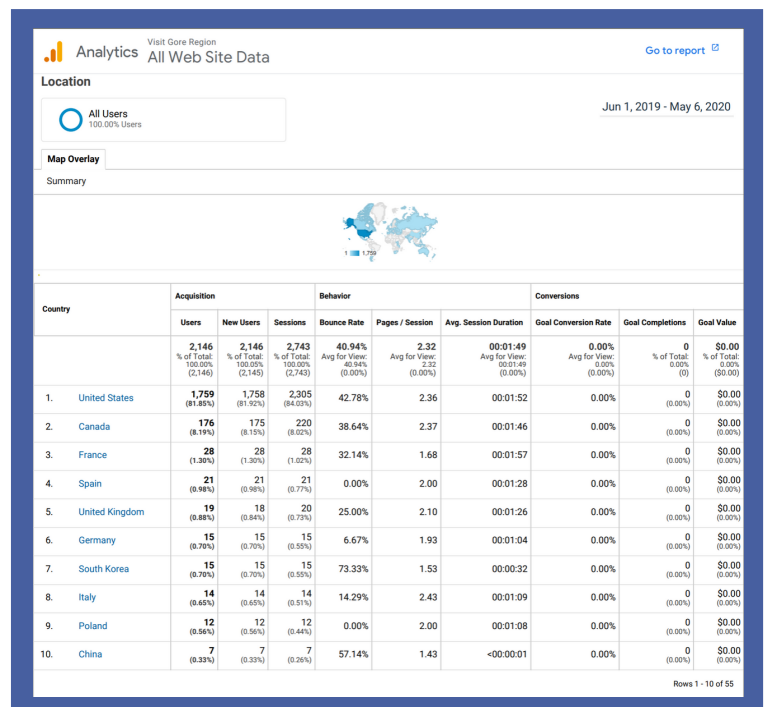 Analytics
Visit Gore Region
All Web Site Data
Go to report
Location
All Users
100.00% Users
Jun 1, 2019 - May 6, 2020
Map Overlay
Summary
1 1,759
Country Acquisition Behavior Conversions
Users New Users Sessions Bounce Rate Pages / Session Avg. Session Duration Goal Conversion Rate Goal Completions Goal Value
2,146 2,146 2,743 40.94% 2.32 00:01:49 0.00% 0 $0.00
% of Total: % of Total: % of Total: Avg for View: Avg for View: Avg for View: Avg for View: % of Total: % of Total:
100.00% 100.05% 100.00% 40.94% 2.32 00:01:49 0.00% 0.00% 0.00%
(2,146) (2,145) (2,743) (0.00%) (0.00%) (0.00%) (0.00%) (0) ($0.00)
1. United States 1,759 1,758 2,305 42.78% 2.36 00:01:52 0.00% 0 $0.00
(81.85%) (81.92%) (84.03%) (0.00%) (0.00%)
2. Canada 176 175 220 38.64% 2.37 00:01:46 0.00% 0 $0.00
(8.19%) (8.15%) (8.02%) (0.00%) (0.00%)
3. France 28 28 28 32.14% 1.68 00:01:57 0.00% 0 $0.00
(1.30%) (1.30%) (1.02%) (0.00%) (0.00%)
4. Spain 21 21 21 0.00% 2.00 00:01:28 0.00% 0 $0.00
(0.98%) (0.98%) (0.77%) (0.00%) (0.00%)
5. United Kingdom 19 18 20 25.00% 2.10 00:01:26 0.00% 0 $0.00
(0.88%) (0.84%) (0.73%) (0.00%) (0.00%)
6. Germany 15 15 15 6.67% 1.93 00:01:04 0.00% 0 $0.00
(0.70%) (0.70%) (0.55%) (0.00%) (0.00%)
7. South Korea 15 15 15 73.33% 1.53 00:00:32 0.00% 0 $0.00
(0.70%) (0.70%) (0.55%) (0.00%) (0.00%)
8. Italy 14 14 14 14.29% 2.43 00:01:09 0.00% 0 $0.00
(0.65%) (0.65%) (0.51%) (0.00%) (0.00%)
9. Poland 12 12 12 0.00% 2.00 00:01:08 0.00% 0 $0.00
(0.56%) (0.56%) (0.44%) (0.00%) (0.00%)
10. China 7 7 7 57.14% 1.43 <00:00:01 0.00% 0 $0.00
(0.33%) (0.33%) (0.26%) (0.00%) (0.00%)
Rows 1 - 10 of 55